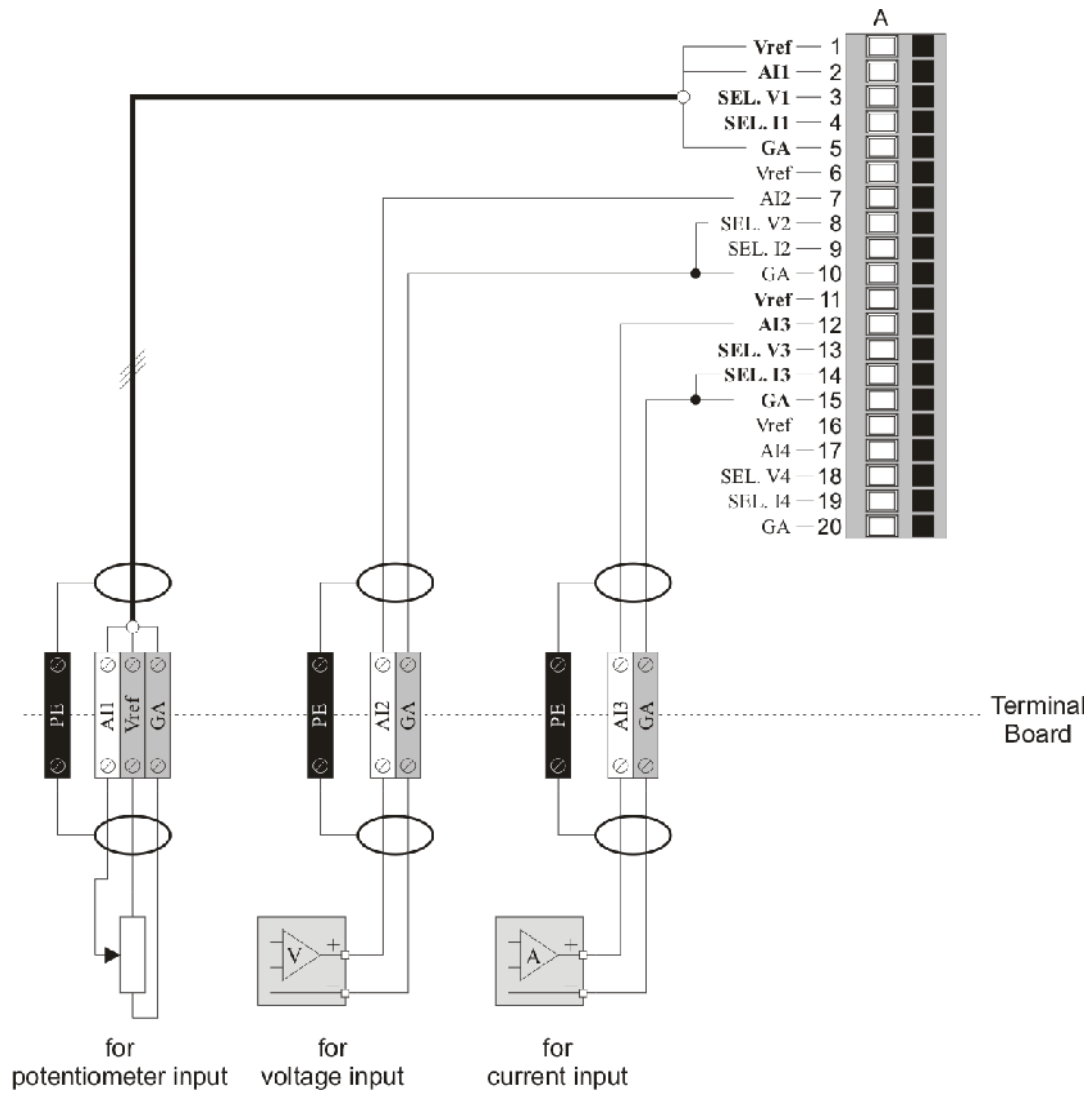 A
Vref 1
AI1 2
SEL. V1 3
SEL. I1 4
GA 5
Vref 6
AI2 7
SEL. V2 8
SEL. I2 9
GA 10
Vref 11
AI3 12
SEL. V3 13
SEL. I3 14
GA 15
Vref 16
AI4 17
SEL. V4 18
SEL. I4 19
GA 20
PE AI1 Vref GA
PE AI2 GA
PE AI3 GA
Terminal
Board
V + −
A + −
for
potentiometer input
for
voltage input
for
current input